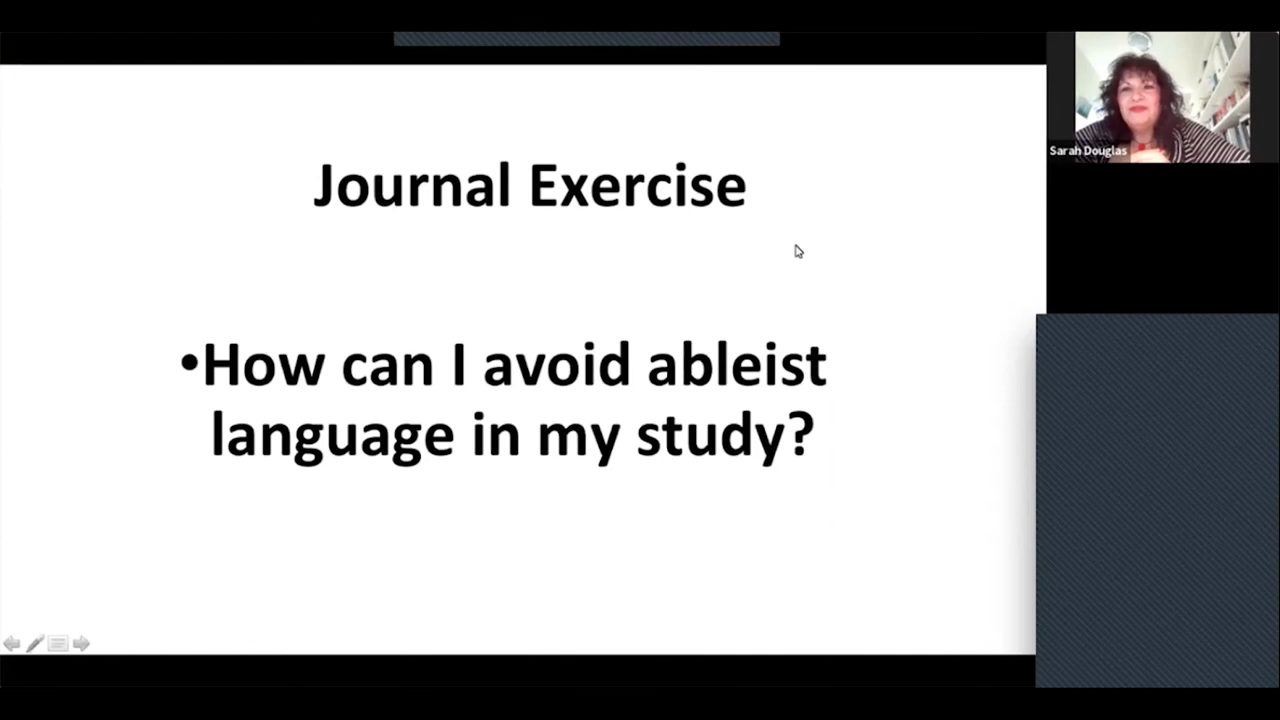 Journal Exercise
Sarah Douglas
•How can I avoid ableist
language in my study?